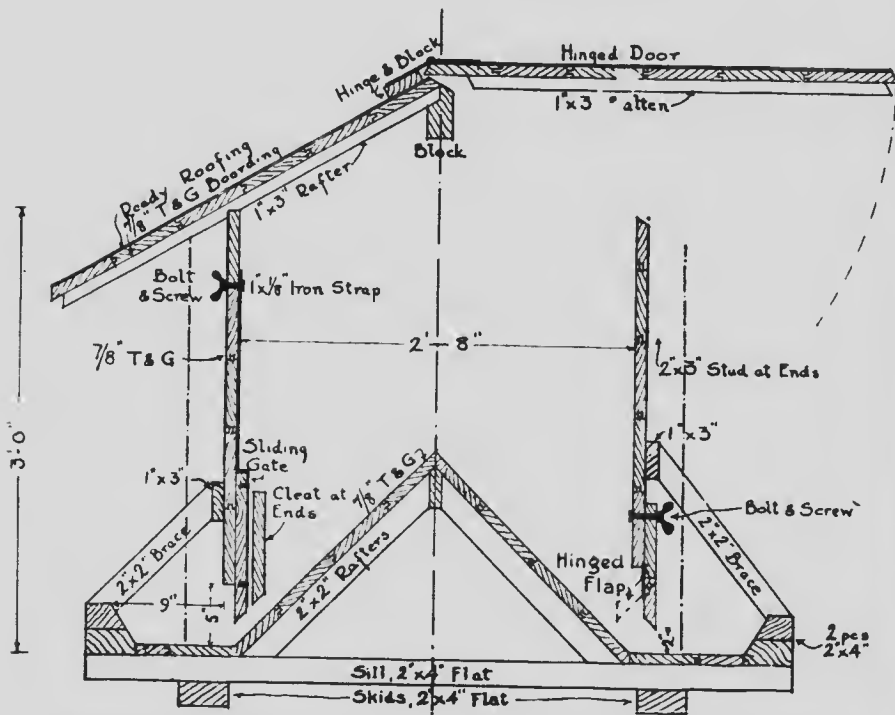 Hinged Door
Hinge & Block
1"x3"
Block
Ready Roofing
7/8" T&G Boarding
1"x3" Rafter
Bolt
& Screw
1"x1/8" Iron Strap
7/8" T&G
2'-8"
2"x3" Stud at Ends
3'-0"
1"x3"
Sliding
Gate
Cleat at
Ends
7/8" T&G
1"x3"
Bolt & Screw
2"x2" Brace
2"x2" Rafters
Hinged
Flap
2"x2" Brace
9"
5"
2"
2 pcs
2"x4"
Sill, 2"x4" Flat
Skids, 2"x4" Flat